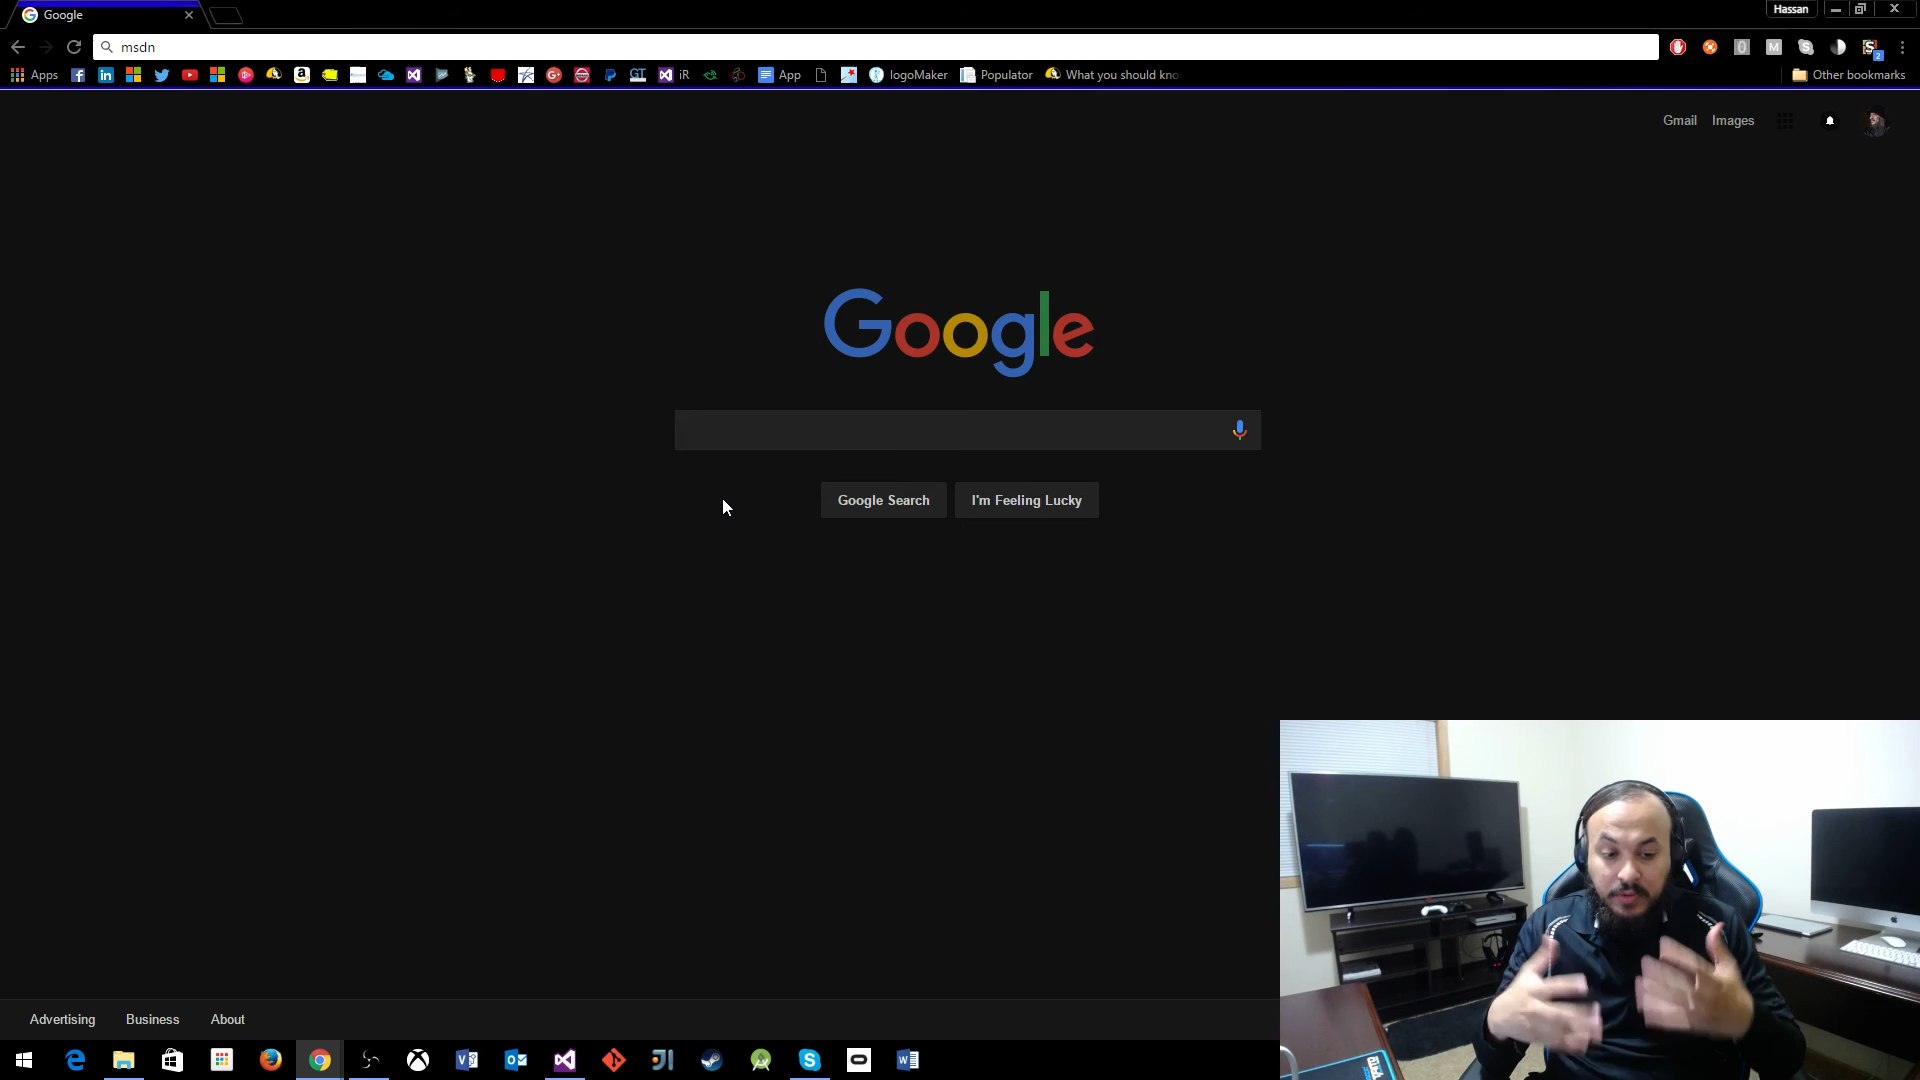 Google
Hassan
msdn
Apps
iR
App
logoMaker
Populator
What you should kno
Other bookmarks
Gmail
Images
Google
Google Search
I'm Feeling Lucky
Advertising
Business
About